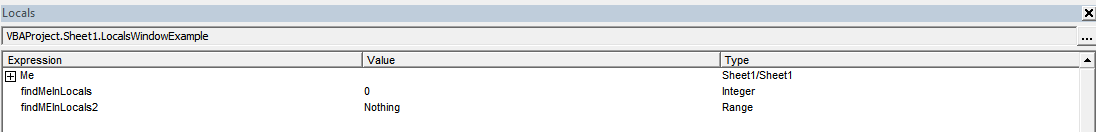 Locals
VBAProject.Sheet1.LocalsWindowExample
...
Expression Value Type
Me Sheet1/Sheet1
findMeInLocals 0 Integer
findMEInLocals2 Nothing Range